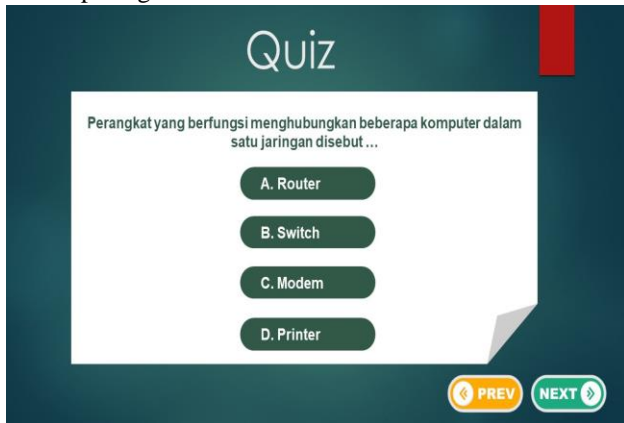 Quiz
Perangkat yang berfungsi menghubungkan beberapa komputer dalam
satu jaringan disebut ...
A. Router
B. Switch
C. Modem
D. Printer
PREV
NEXT